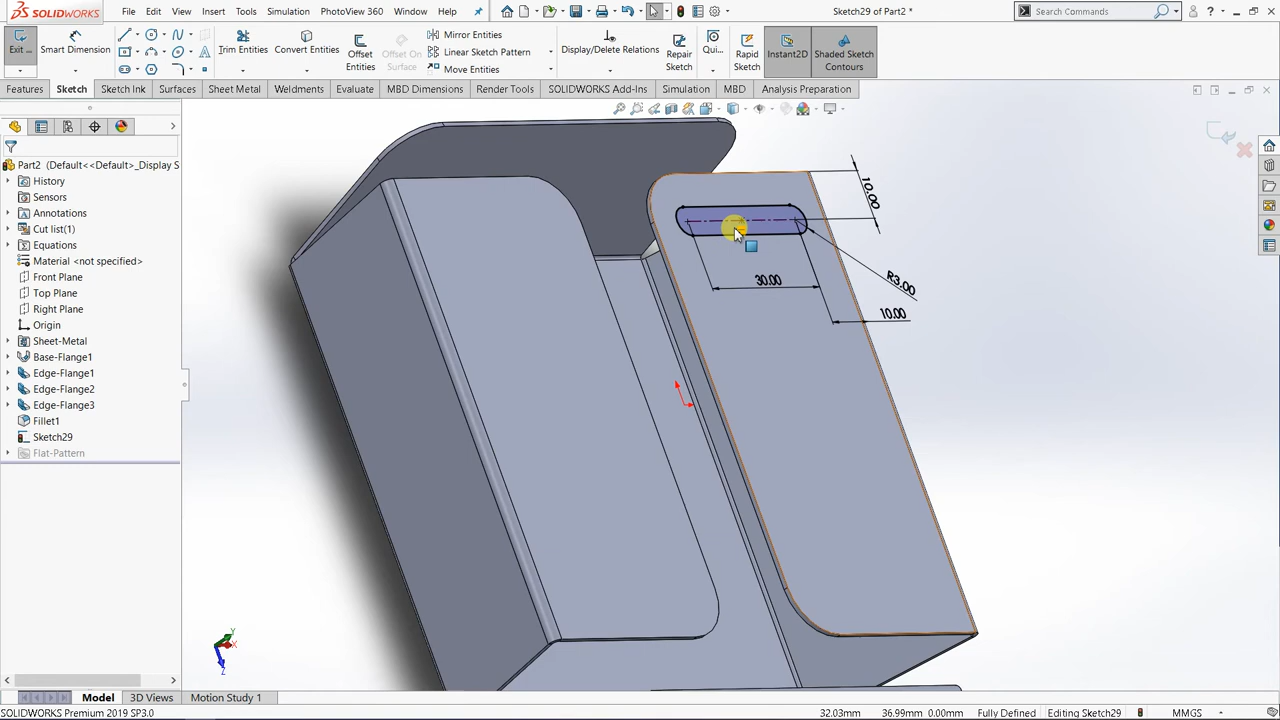 SOLIDWORKS File Edit View Insert Tools Simulation PhotoView 360 Window Help Sketch29 of Part2 * Search Commands
Exit ... Smart Dimension Trim Entities Convert Entities Offset Entities Offset On Surface Mirror Entities Linear Sketch Pattern Move Entities Display/Delete Relations Repair Sketch Qui... Rapid Sketch Instant2D Shaded Sketch Contours
Features Sketch Sketch Ink Surfaces Sheet Metal Weldments Evaluate MBD Dimensions Render Tools SOLIDWORKS Add-Ins Simulation MBD Analysis Preparation
Part2 (Default<<Default>_Display S
History
Sensors
Annotations
Cut list(1)
Equations
Material <not specified>
Front Plane
Top Plane
Right Plane
Origin
Sheet-Metal
Base-Flange1
Edge-Flange1
Edge-Flange2
Edge-Flange3
Fillet1
Sketch29
Flat-Pattern
10.00
30.00
R3.00
10.00
Y
X
Z
Model 3D Views Motion Study 1
SOLIDWORKS Premium 2019 SP3.0 32.03mm 36.99mm 0.00mm Fully Defined Editing Sketch29 MMGS